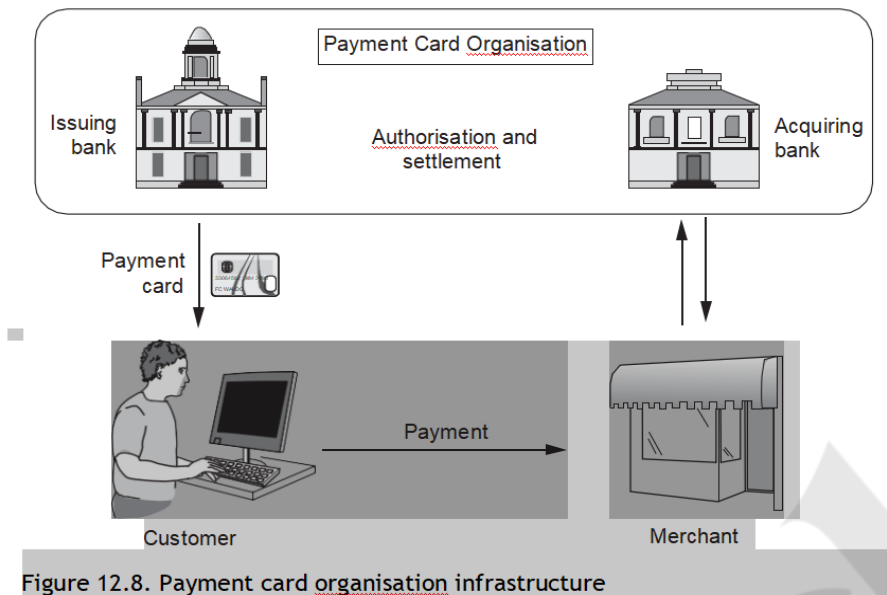 Payment Card Organisation
Issuing
bank
Authorisation and
settlement
Acquiring
bank
Payment
card
Payment
Customer
Merchant
Figure 12.8. Payment card organisation infrastructure